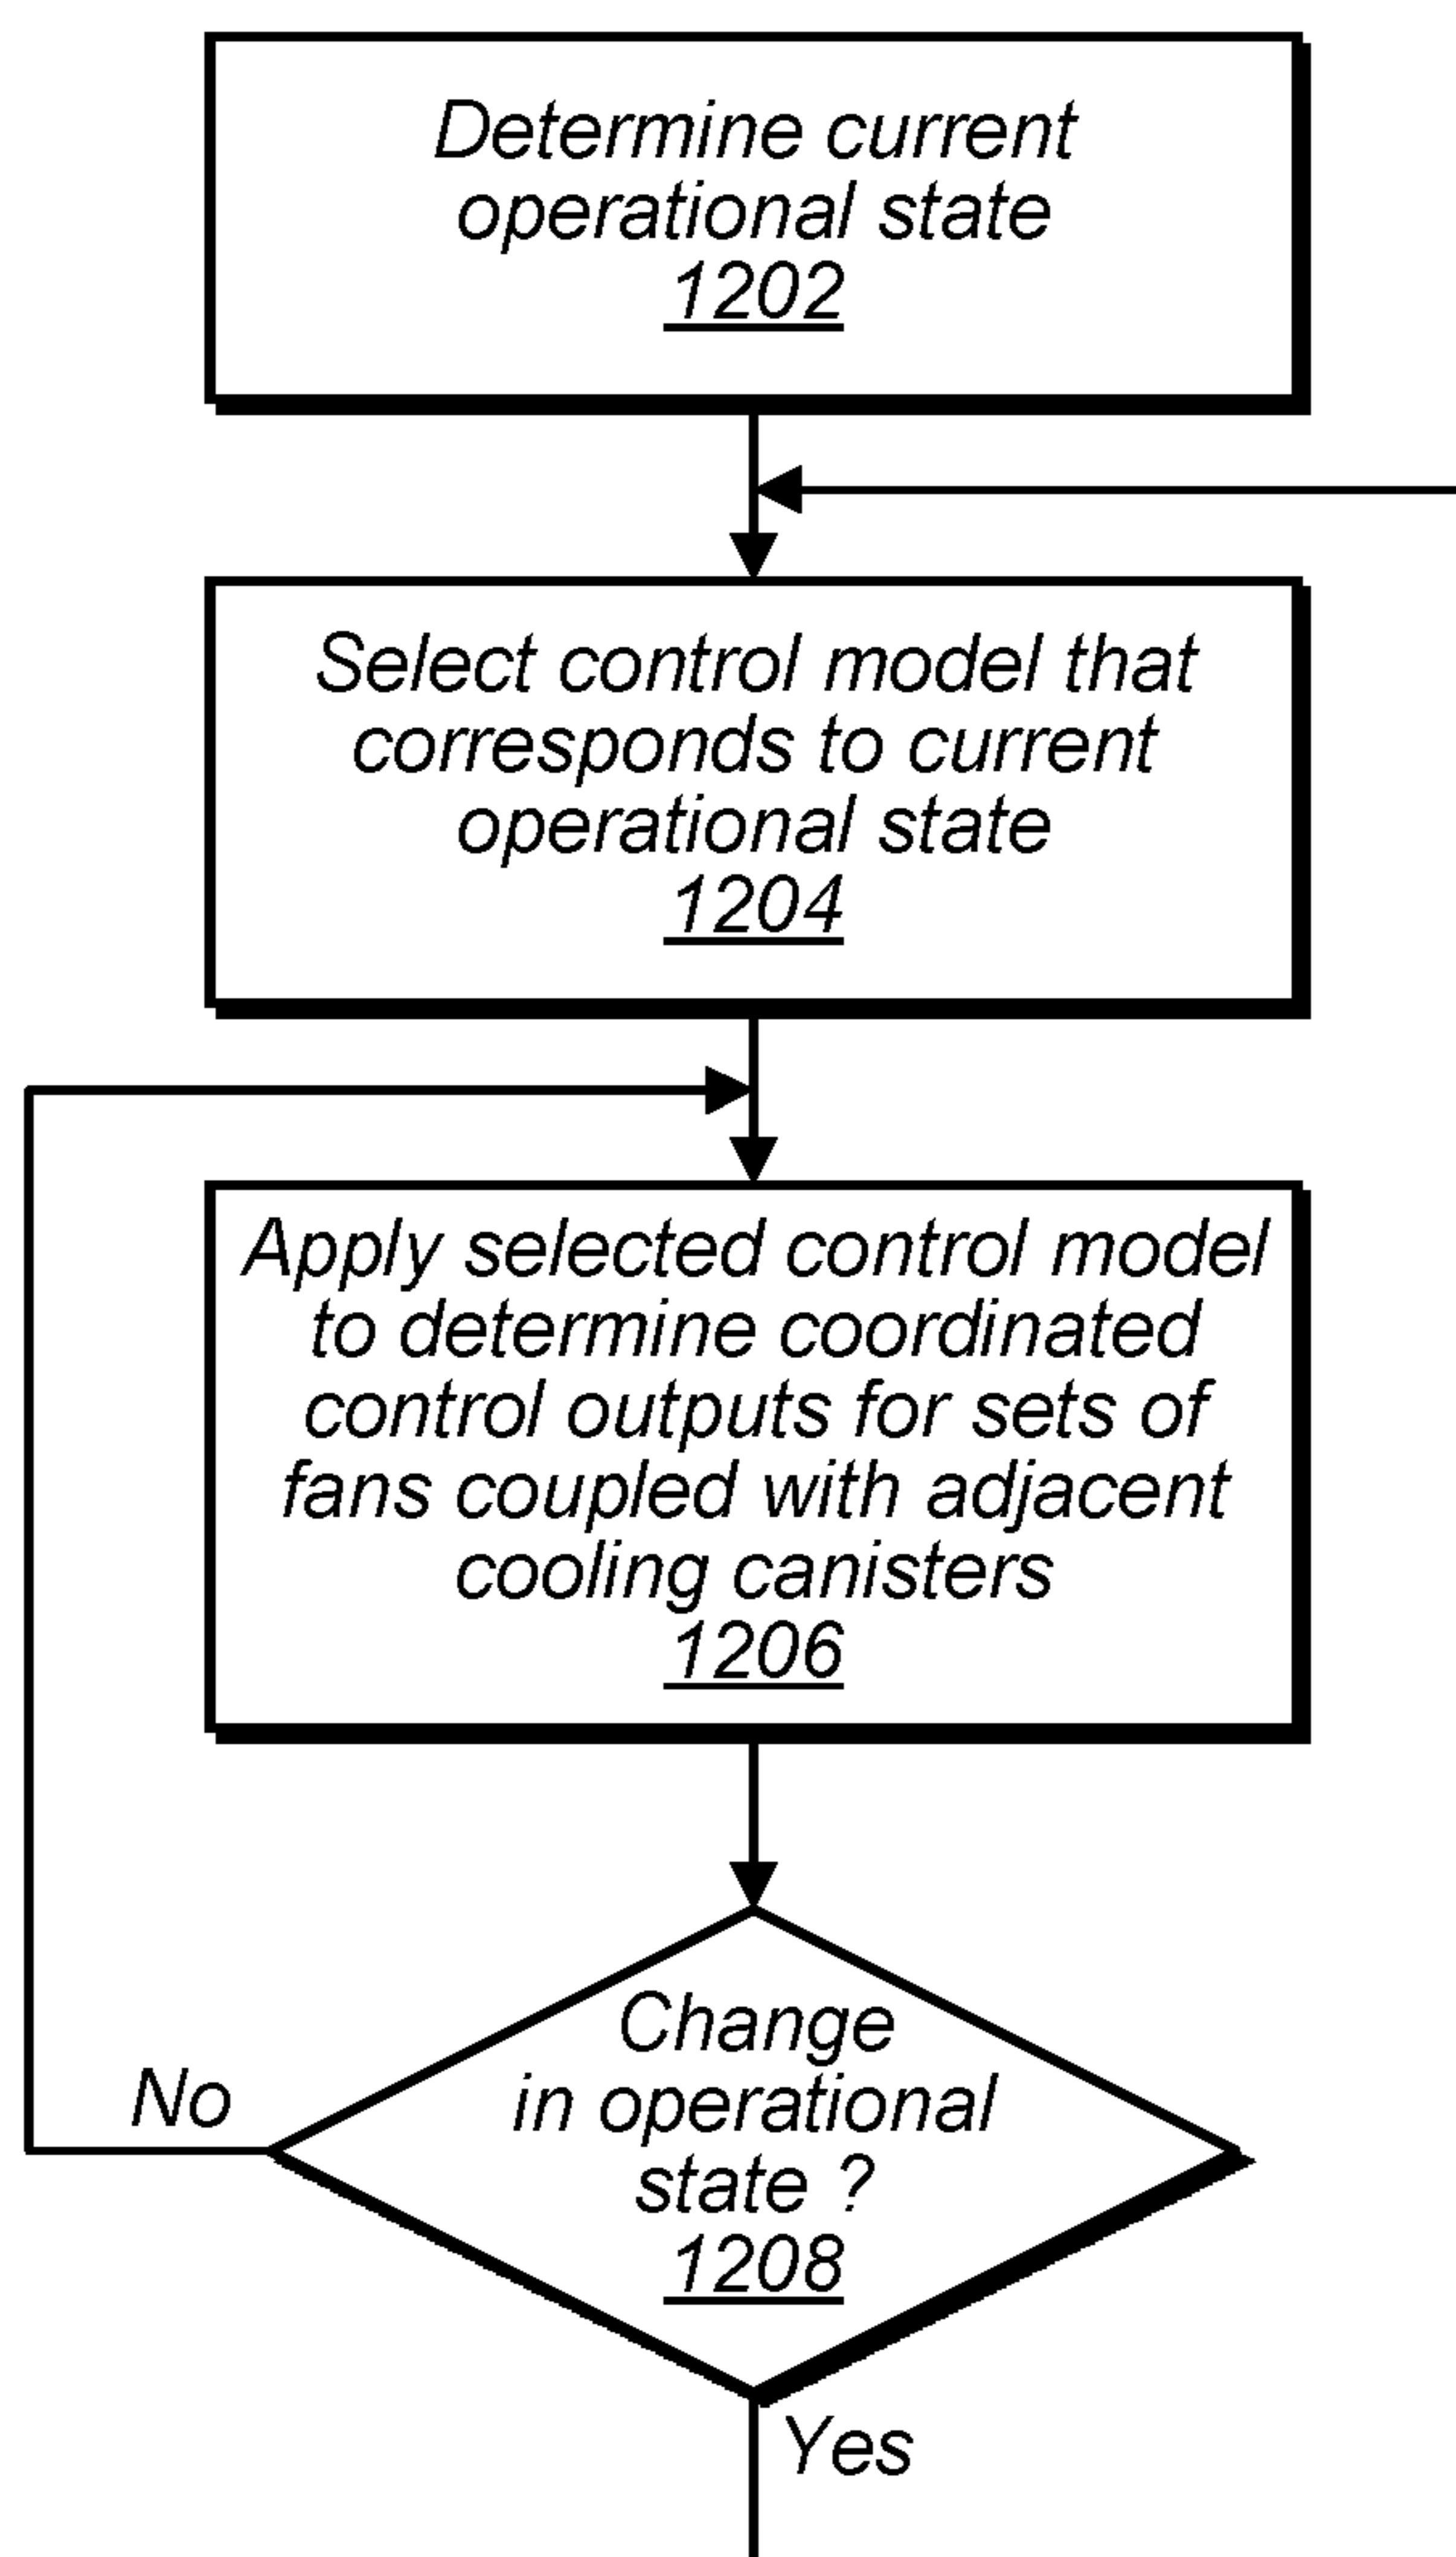 Determine current
operational state
1202
Select control model that
corresponds to current
operational state
1204
Apply selected control model
to determine coordinated
control outputs for sets of
fans coupled with adjacent
cooling canisters
1206
Change
in operational
state ?
1208
No
Yes